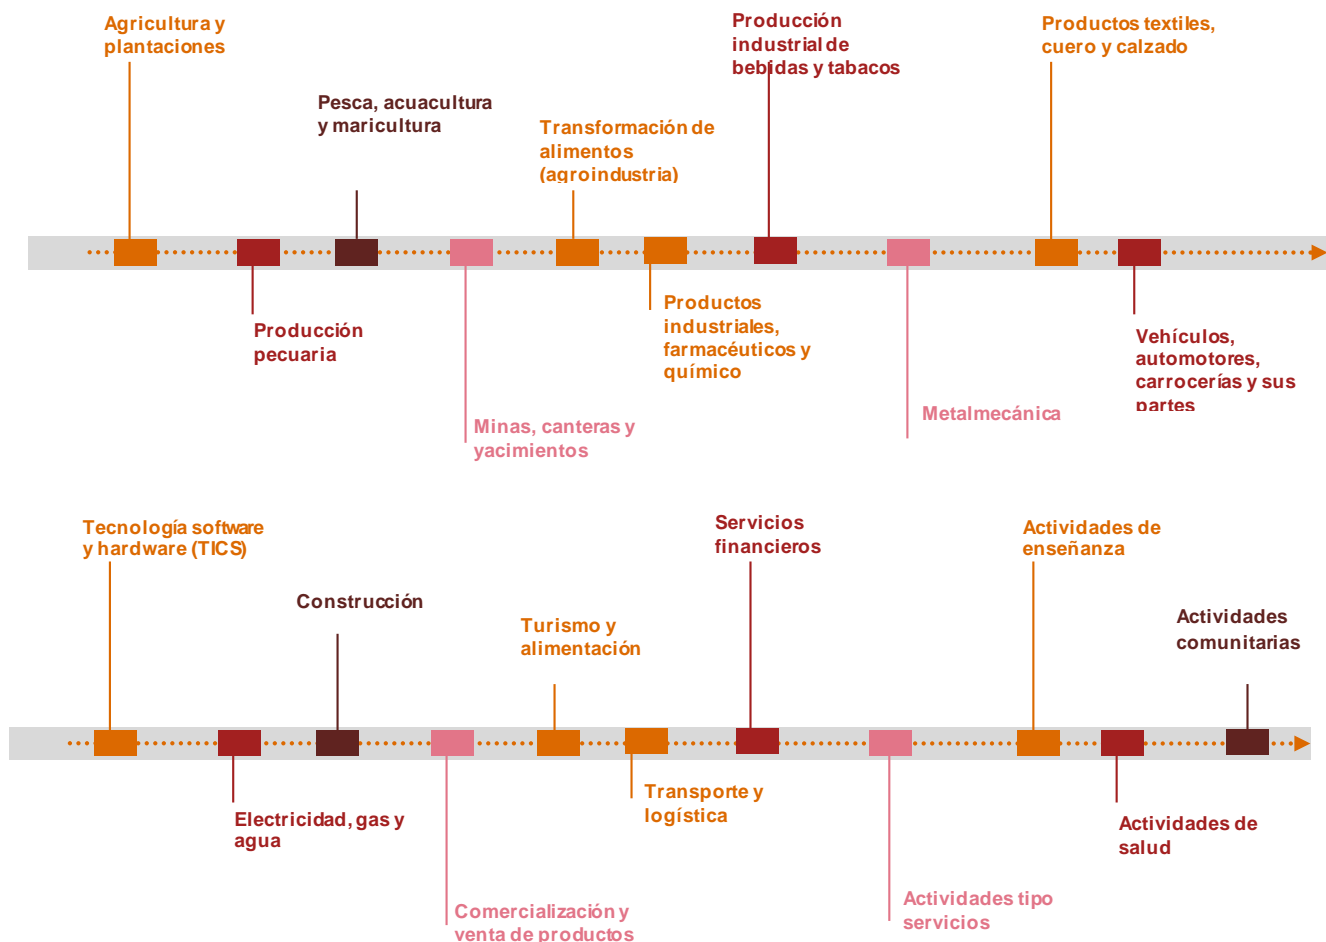 Agricultura y
plantaciones
Producción
industrial de
bebidas y tabacos
Productos textiles,
cuero y calzado
Pesca, acuacultura
y maricultura
Transformación de
alimentos
(agroindustria)
Producción
pecuaria
Productos
industriales,
farmacéuticos y
químico
Vehículos,
automotores,
carrocerías y sus
partes
Minas, canteras y
yacimientos
Metalmecánica
Tecnología software
y hardware (TICS)
Servicios
financieros
Actividades de
enseñanza
Construcción
Turismo y
alimentación
Actividades
comunitarias
Electricidad, gas y
agua
Transporte y
logística
Actividades de
salud
Comercialización y
venta de productos
Actividades tipo
servicios